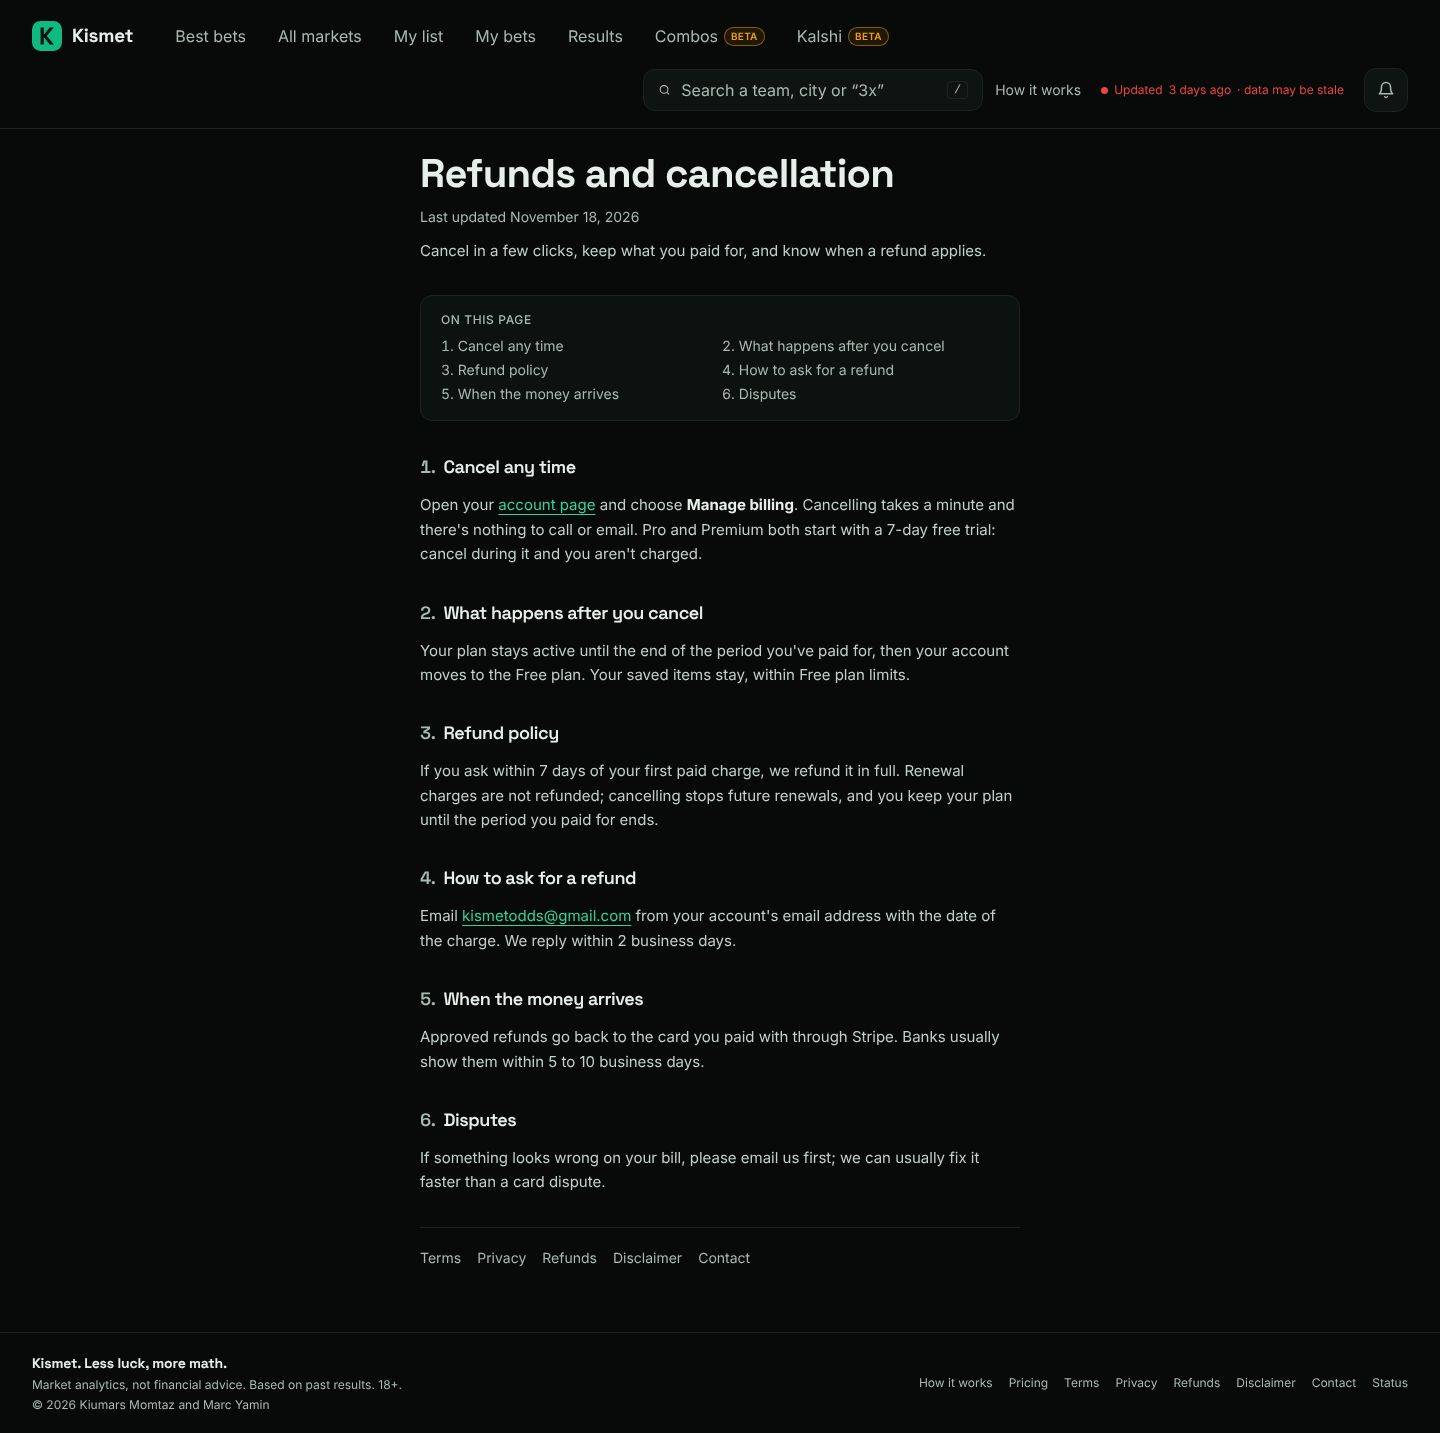 K Kismet Best bets All markets My list My bets Results Combos BETA Kalshi BETA
Search a team, city or “3x” / How it works Updated 3 days ago · data may be stale
Refunds and cancellation
Last updated November 18, 2026
Cancel in a few clicks, keep what you paid for, and know when a refund applies.
ON THIS PAGE
1. Cancel any time 2. What happens after you cancel
3. Refund policy 4. How to ask for a refund
5. When the money arrives 6. Disputes
1. Cancel any time
Open your account page and choose Manage billing. Cancelling takes a minute and
there's nothing to call or email. Pro and Premium both start with a 7-day free trial:
cancel during it and you aren't charged.
2. What happens after you cancel
Your plan stays active until the end of the period you've paid for, then your account
moves to the Free plan. Your saved items stay, within Free plan limits.
3. Refund policy
If you ask within 7 days of your first paid charge, we refund it in full. Renewal
charges are not refunded; cancelling stops future renewals, and you keep your plan
until the period you paid for ends.
4. How to ask for a refund
Email kismetodds@gmail.com from your account's email address with the date of
the charge. We reply within 2 business days.
5. When the money arrives
Approved refunds go back to the card you paid with through Stripe. Banks usually
show them within 5 to 10 business days.
6. Disputes
If something looks wrong on your bill, please email us first; we can usually fix it
faster than a card dispute.
Terms Privacy Refunds Disclaimer Contact
Kismet. Less luck, more math.
Market analytics, not financial advice. Based on past results. 18+.
© 2026 Kiumars Momtaz and Marc Yamin
How it works Pricing Terms Privacy Refunds Disclaimer Contact Status